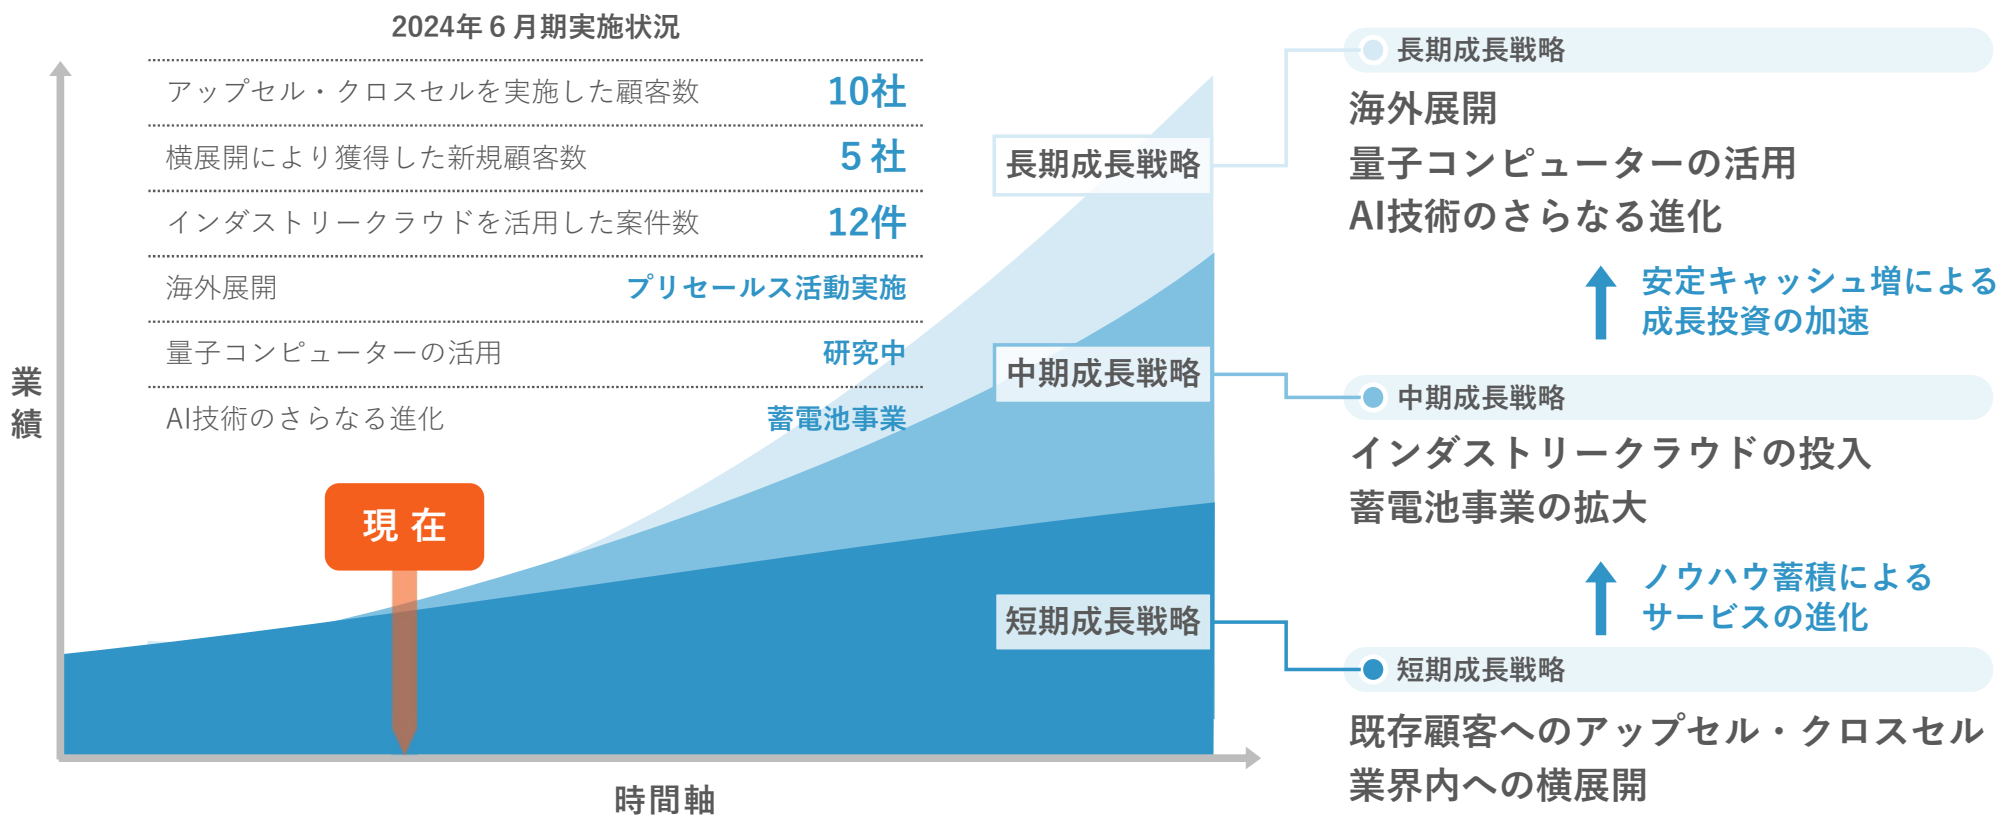 2024年６月期実施状況
アップセル・クロスセルを実施した顧客数 10社
横展開により獲得した新規顧客数 ５社
インダストリークラウドを活用した案件数 12件
海外展開 プリセールス活動実施
量子コンピューターの活用 研究中
AI技術のさらなる進化 蓄電池事業
業績
現在
時間軸
長期成長戦略
中期成長戦略
短期成長戦略
長期成長戦略
海外展開
量子コンピューターの活用
AI技術のさらなる進化
安定キャッシュ増による
成長投資の加速
中期成長戦略
インダストリークラウドの投入
蓄電池事業の拡大
ノウハウ蓄積による
サービスの進化
短期成長戦略
既存顧客へのアップセル・クロスセル
業界内への横展開